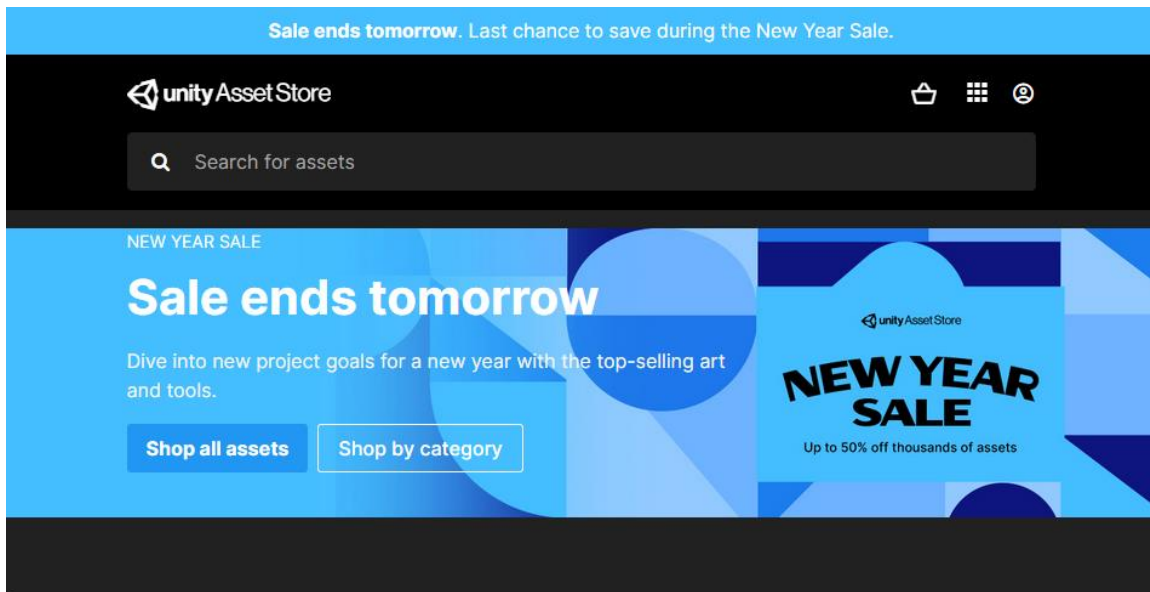 Sale ends tomorrow. Last chance to save during the New Year Sale.
unity Asset Store
Search for assets
NEW YEAR SALE
Sale ends tomorrow
Dive into new project goals for a new year with the top-selling art
and tools.
Shop all assets
Shop by category
unity Asset Store
NEW YEAR
SALE
Up to 50% off thousands of assets